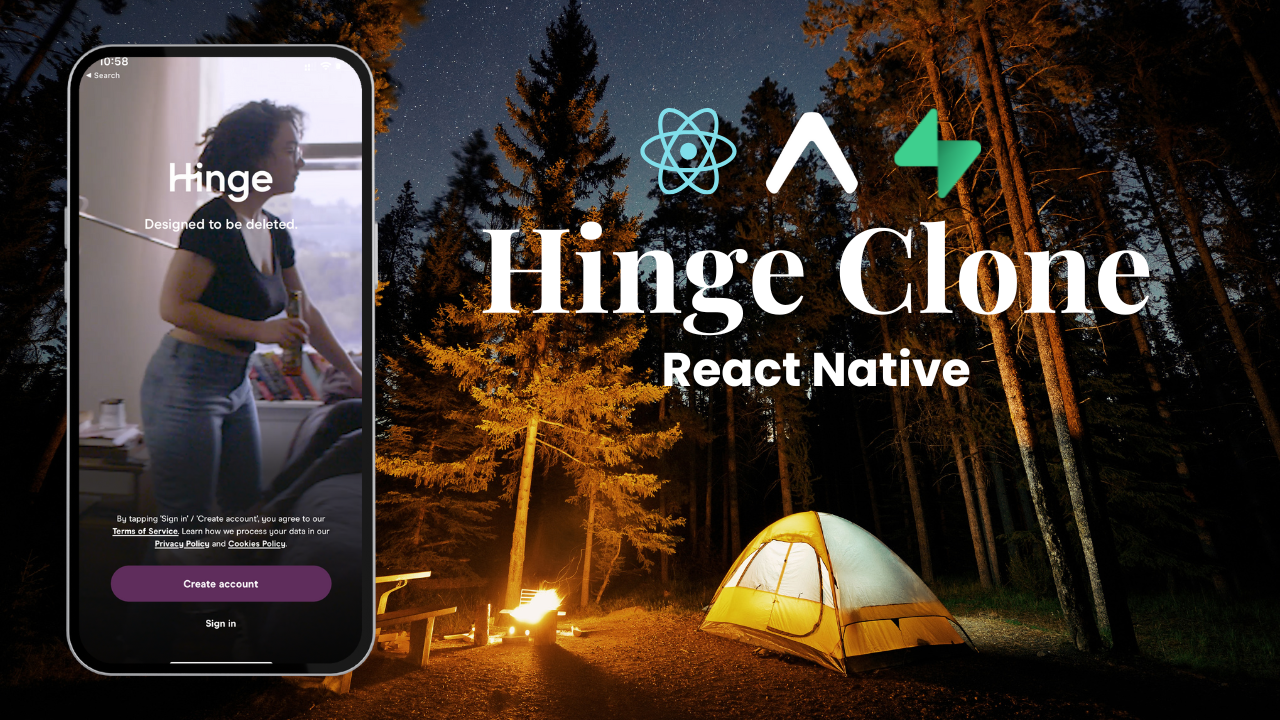 10:58
◀ Search
Hinge
Designed to be deleted.
By tapping 'Sign in' / 'Create account', you agree to our
Terms of Service. Learn how we process your data in our
Privacy Policy and Cookies Policy.
Create account
Sign in
Hinge Clone
React Native